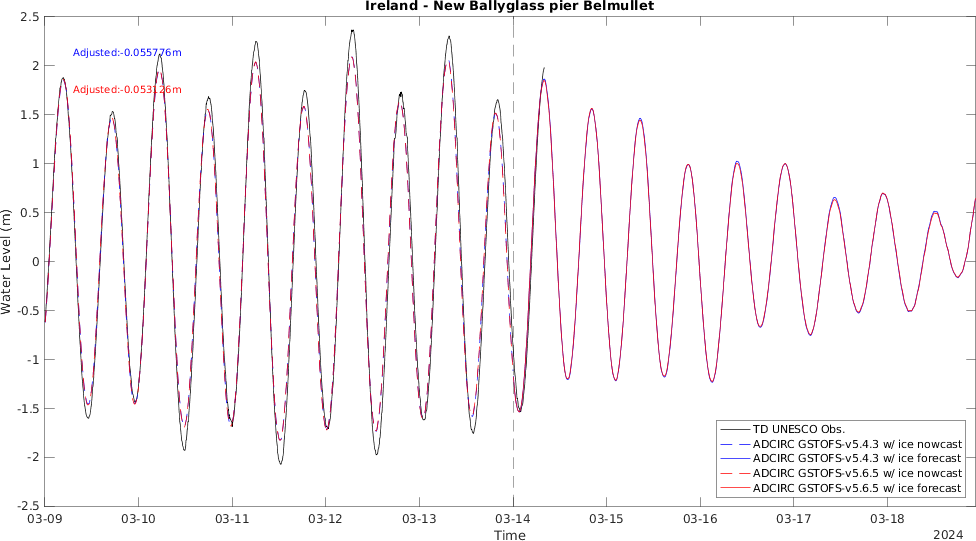 Ireland - New Ballyglass pier Belmullet
2.5
2
1.5
1
0.5
0
-0.5
-1
-1.5
-2
-2.5
Water Level (m)
Adjusted:-0.055776m
Adjusted:-0.053126m
TD UNESCO Obs.
ADCIRC GSTOFS-v5.4.3 w/ ice nowcast
ADCIRC GSTOFS-v5.4.3 w/ ice forecast
ADCIRC GSTOFS-v5.6.5 w/ ice nowcast
ADCIRC GSTOFS-v5.6.5 w/ ice forecast
03-09 03-10 03-11 03-12 03-13 03-14 03-15 03-16 03-17 03-18
Time
2024